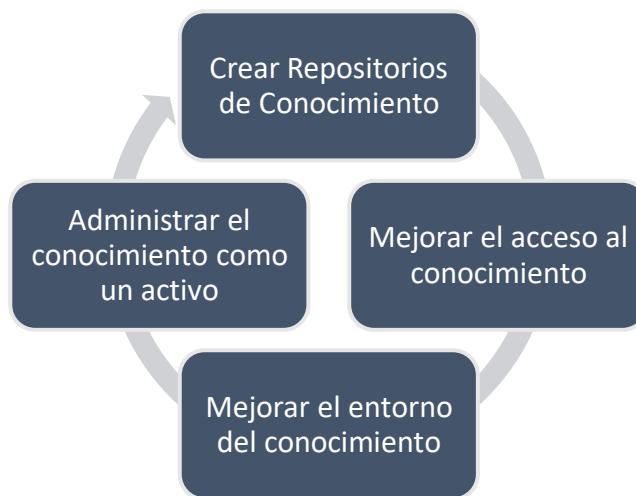 Crear Repositorios
de Conocimiento
Mejorar el acceso al
conocimiento
Mejorar el entorno
del conocimiento
Administrar el
conocimiento como
un activo